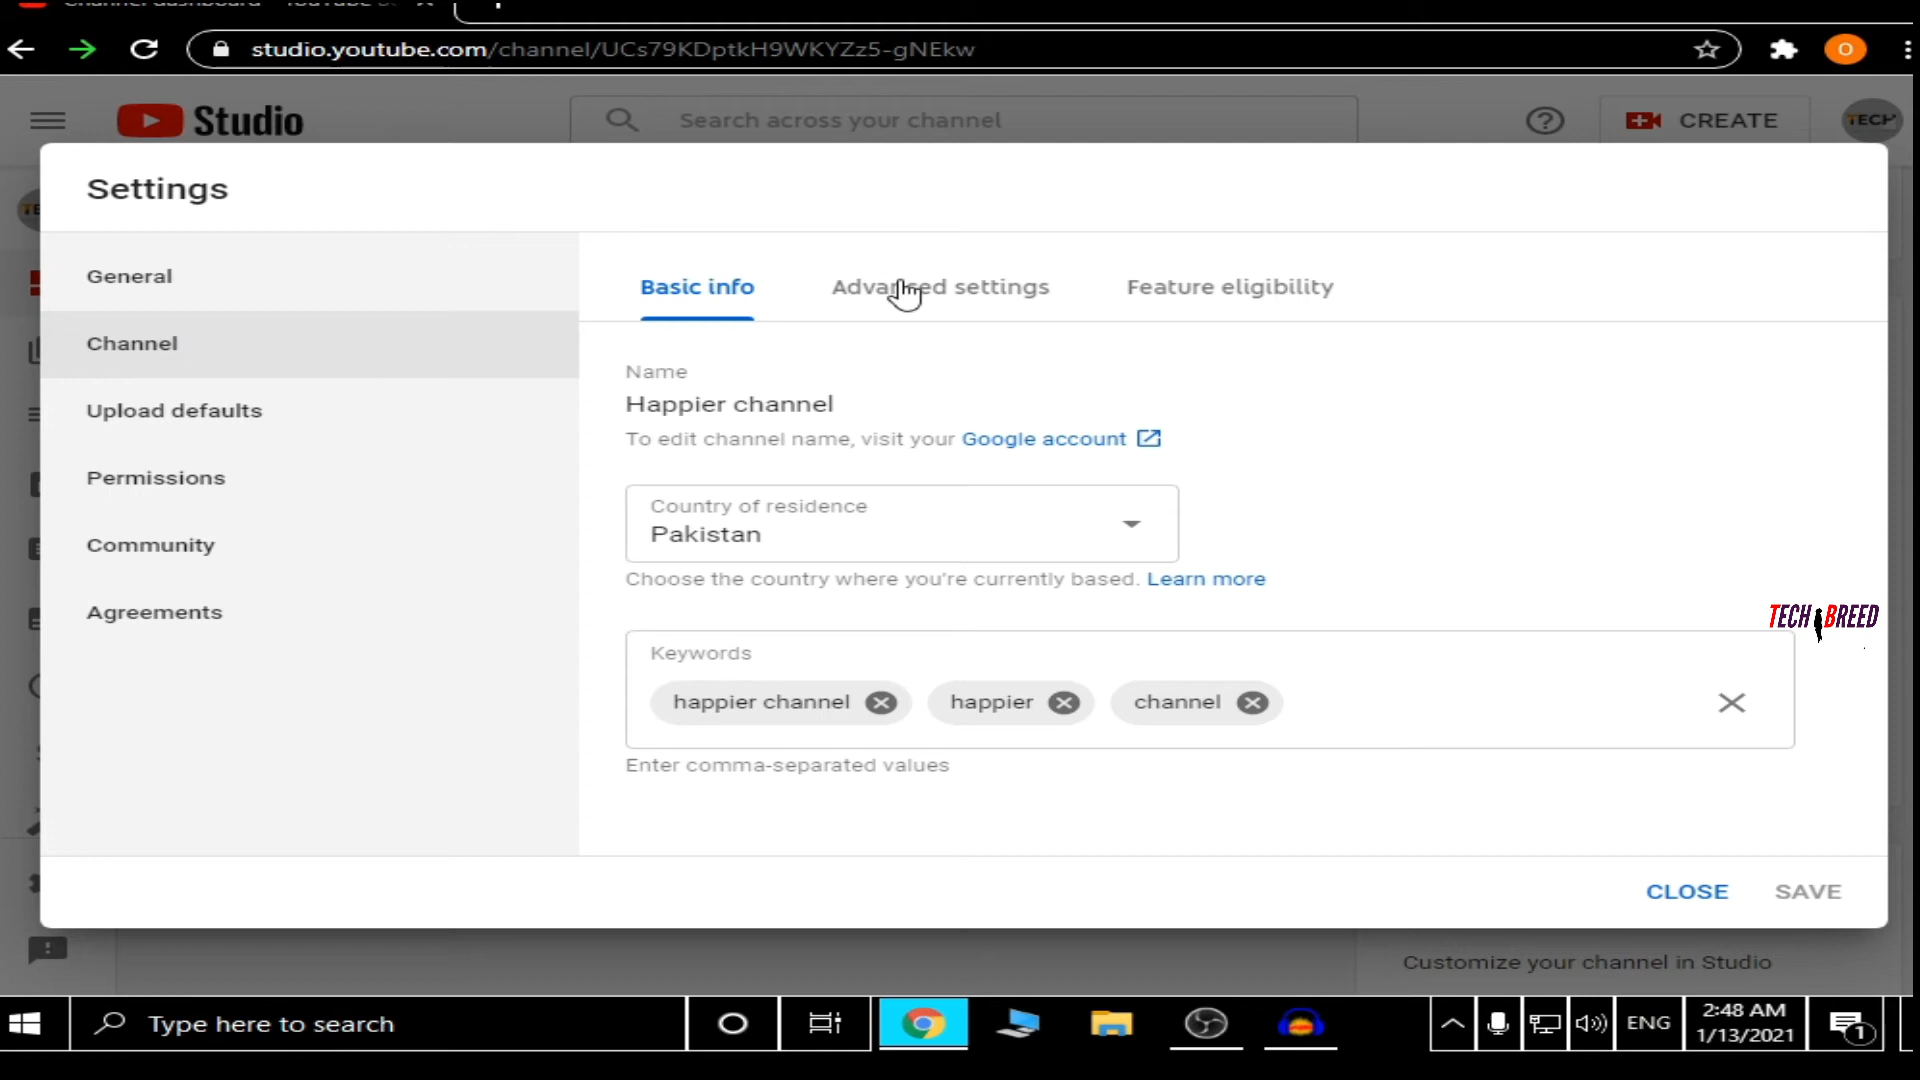 studio.youtube.com/channel/UCs79KDptkH9WKYZz5-gNEkw
O
Studio
Search across your channel
CREATE
TECH
Settings
General
Channel
Upload defaults
Permissions
Community
Agreements
Basic info
Advanced settings
Feature eligibility
Name
Happier channel
To edit channel name, visit your Google account
Country of residence
Pakistan
Choose the country where you're currently based. Learn more
TECH BREED
Keywords
happier channel
happier
channel
Enter comma-separated values
CLOSE
SAVE
Customize your channel in Studio
Type here to search
ENG
2:48 AM
1/13/2021
1